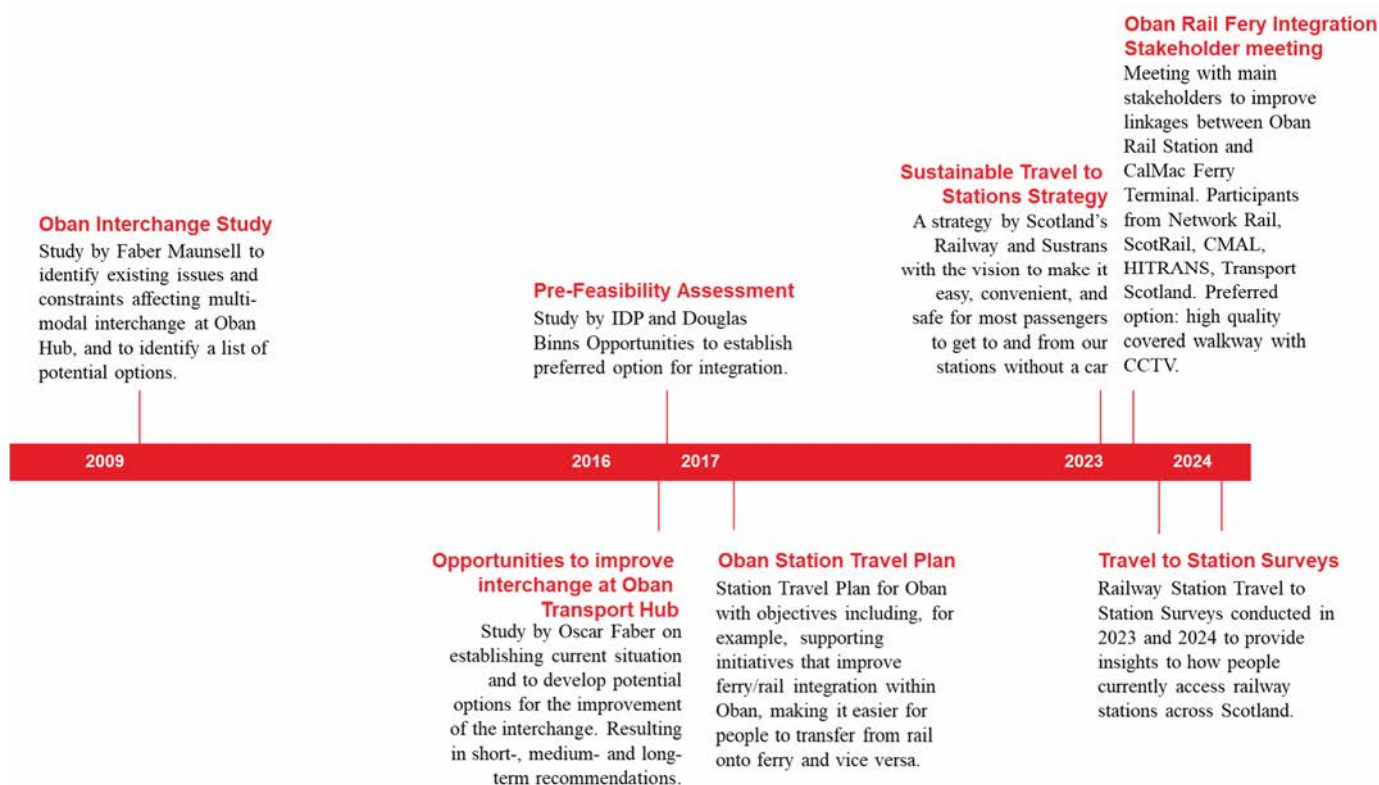 Oban Rail Fery Integration
Stakeholder meeting
Meeting with main
stakeholders to improve
linkages between Oban
Rail Station and
CalMac Ferry
Terminal. Participants
from Network Rail,
ScotRail, CMAL,
HITRANS, Transport
Scotland. Preferred
option: high quality
covered walkway with
CCTV.
Sustainable Travel to
Stations Strategy
A strategy by Scotland's
Railway and Sustrans
with the vision to make it
easy, convenient, and
safe for most passengers
to get to and from our
stations without a car
Oban Interchange Study
Study by Faber Maunsell to
identify existing issues and
constraints affecting multi-
modal interchange at Oban
Hub, and to identify a list of
potential options.
Pre-Feasibility Assessment
Study by IDP and Douglas
Binns Opportunities to establish
preferred option for integration.
2009
2016
2017
2023
2024
Opportunities to improve
interchange at Oban
Transport Hub
Study by Oscar Faber on
establishing current situation
and to develop potential
options for the improvement
of the interchange. Resulting
in short-, medium- and long-
term recommendations.
Oban Station Travel Plan
Station Travel Plan for Oban
with objectives including, for
example, supporting
initiatives that improve
ferry/rail integration within
Oban, making it easier for
people to transfer from rail
onto ferry and vice versa.
Travel to Station Surveys
Railway Station Travel to
Station Surveys conducted in
2023 and 2024 to provide
insights to how people
currently access railway
stations across Scotland.